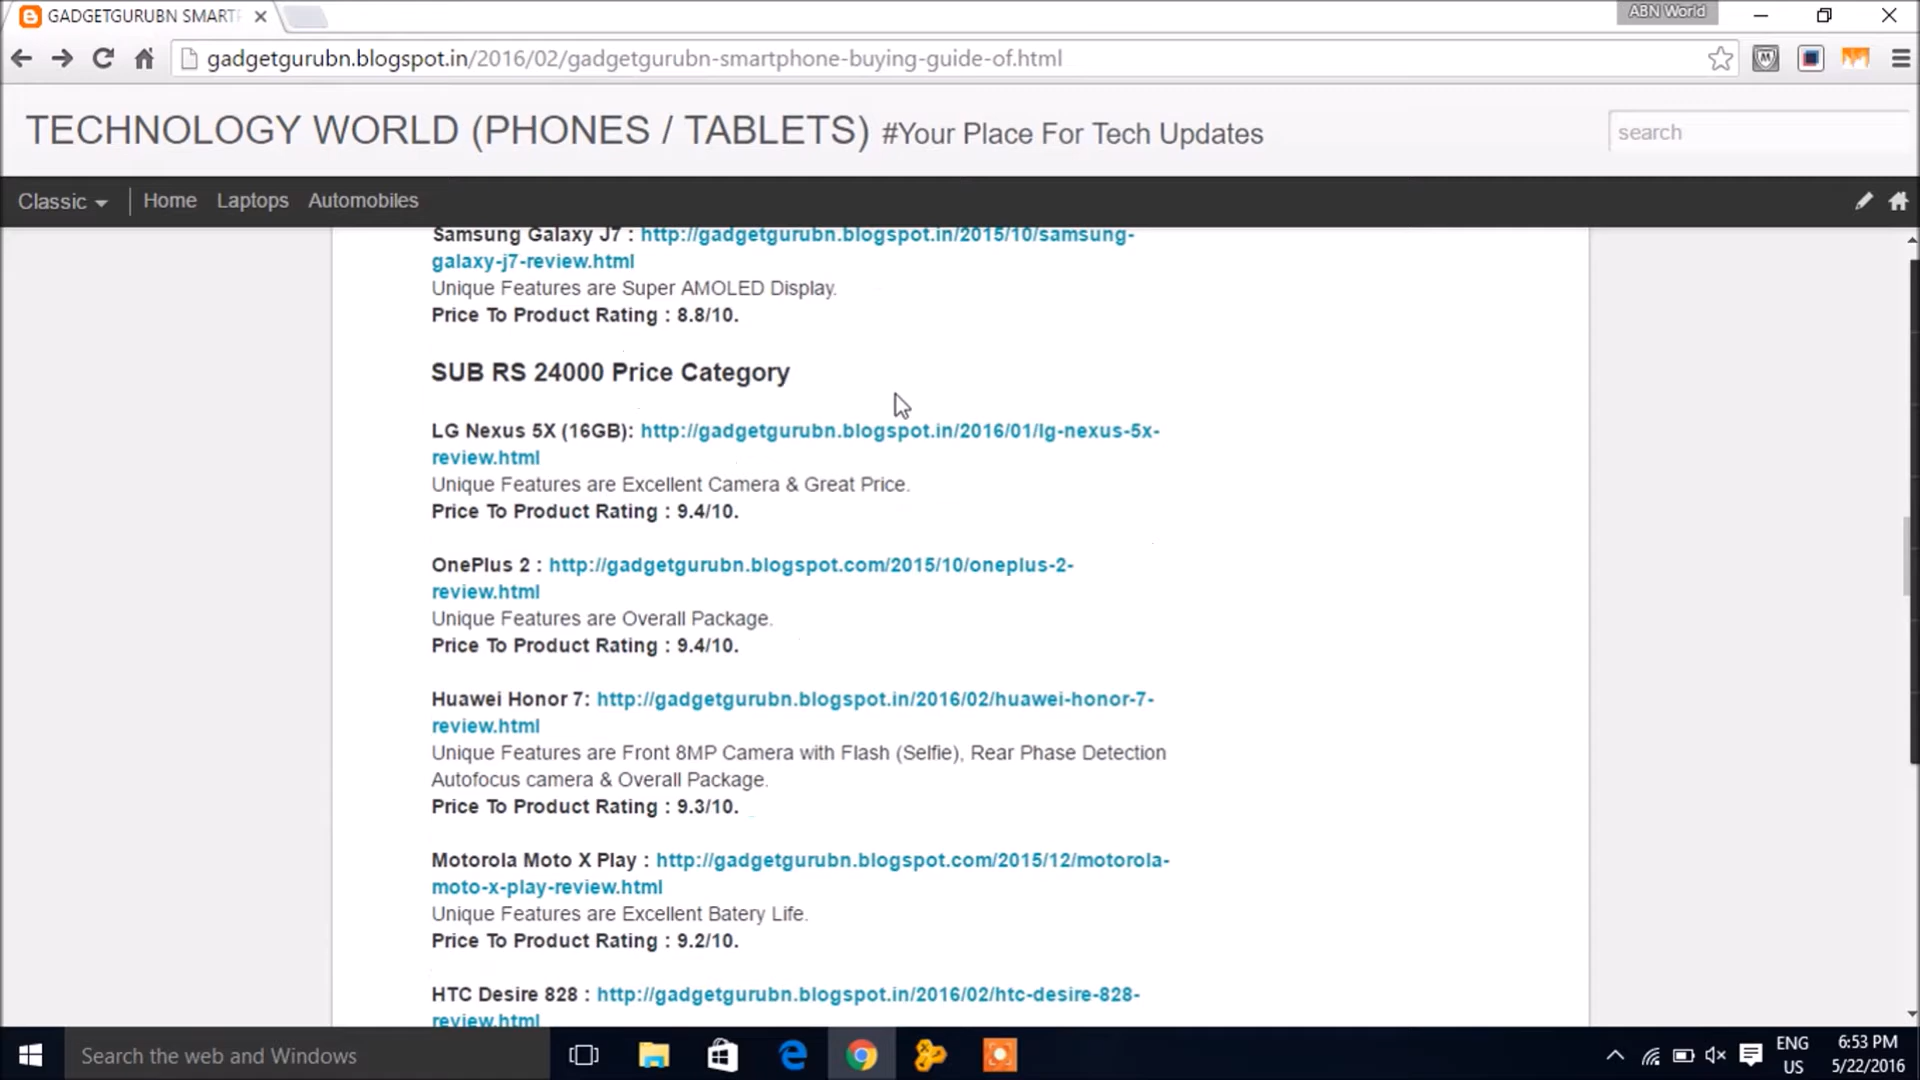 GADGETGURUBN SMART
ABN World
gadgetgurubn.blogspot.in/2016/02/gadgetgurubn-smartphone-buying-guide-of.html
TECHNOLOGY WORLD (PHONES / TABLETS) #Your Place For Tech Updates
search
Classic
Home
Laptops
Automobiles
Samsung Galaxy J7 : http://gadgetgurubn.blogspot.in/2015/10/samsung-
galaxy-j7-review.html
Unique Features are Super AMOLED Display.
Price To Product Rating : 8.8/10.
SUB RS 24000 Price Category
LG Nexus 5X (16GB): http://gadgetgurubn.blogspot.in/2016/01/lg-nexus-5x-
review.html
Unique Features are Excellent Camera & Great Price.
Price To Product Rating : 9.4/10.
OnePlus 2 : http://gadgetgurubn.blogspot.com/2015/10/oneplus-2-
review.html
Unique Features are Overall Package.
Price To Product Rating : 9.4/10.
Huawei Honor 7: http://gadgetgurubn.blogspot.in/2016/02/huawei-honor-7-
review.html
Unique Features are Front 8MP Camera with Flash (Selfie), Rear Phase Detection
Autofocus camera & Overall Package.
Price To Product Rating : 9.3/10.
Motorola Moto X Play : http://gadgetgurubn.blogspot.com/2015/12/motorola-
moto-x-play-review.html
Unique Features are Excellent Batery Life.
Price To Product Rating : 9.2/10.
HTC Desire 828 : http://gadgetgurubn.blogspot.in/2016/02/htc-desire-828-
review.html
Search the web and Windows
ENG
US
6:53 PM
5/22/2016